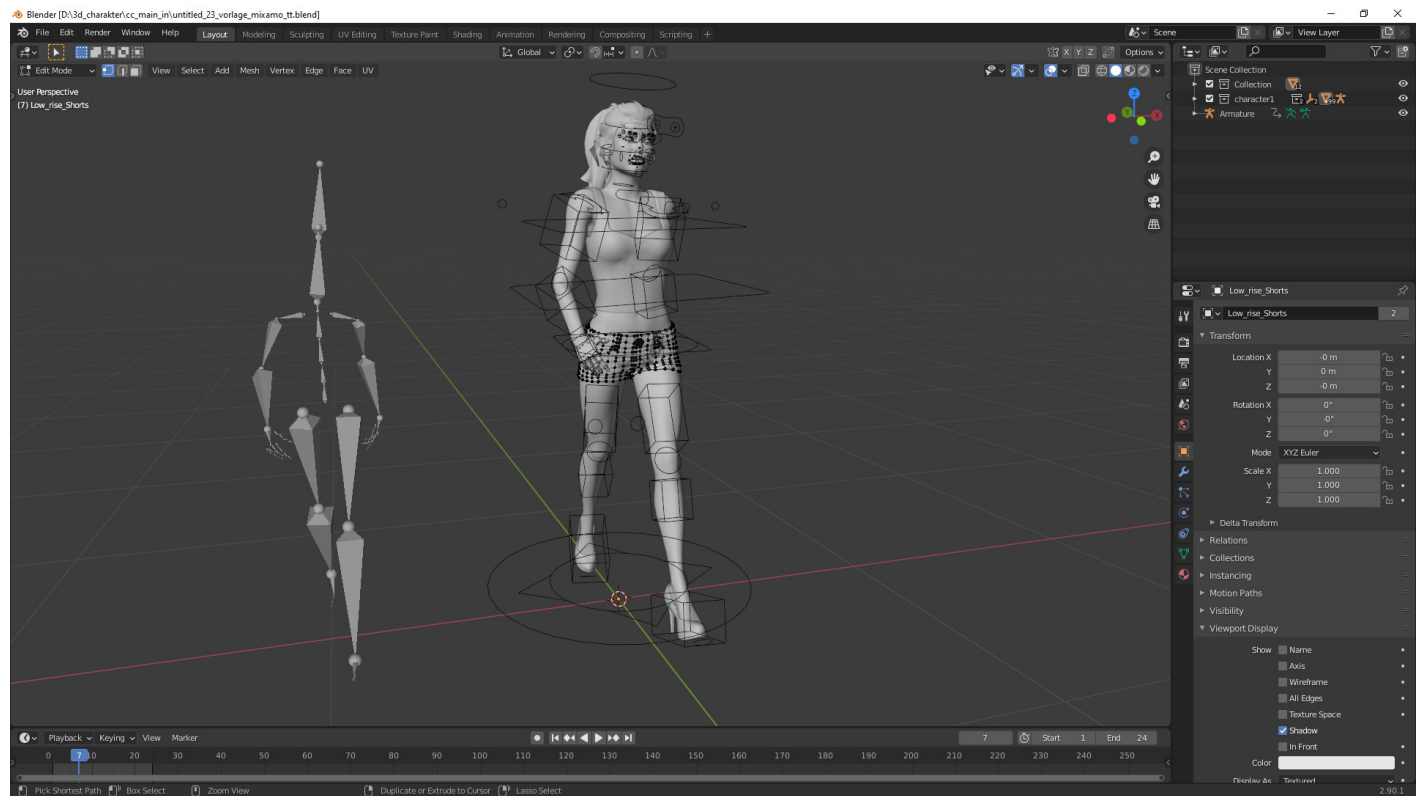 Blender [D:\3d_charakter\cc_main_in\untitled_23_vorlage_mixamo_tt.blend]
File Edit Render Window Help Layout Modeling Sculpting UV Editing Texture Paint Shading Animation Rendering Compositing Scripting + Scene View Layer
Global X Y Z Options
Edit Mode View Select Add Mesh Vertex Edge Face UV
User Perspective
(7) Low_rise_Shorts
Z
Y
X
Scene Collection
Collection 12
character1 2 2 99
Armature
Low_rise_Shorts
Low_rise_Shorts 2
Transform
Location X -0 m
Y 0 m
Z -0 m
Rotation X 0°
Y -0°
Z 0°
Mode XYZ Euler
Scale X 1.000
Y 1.000
Z 1.000
Delta Transform
Relations
Collections
Instancing
Motion Paths
Visibility
Viewport Display
Show Name
Axis
Wireframe
All Edges
Texture Space
Shadow
In Front
Color
Display As Textured
Playback Keying View Marker 7 Start 1 End 24
0 7 10 20 30 40 50 60 70 80 90 100 110 120 130 140 150 160 170 180 190 200 210 220 230 240 250
Pick Shortest Path Box Select Zoom View Duplicate or Extrude to Cursor Lasso Select 2.90.1